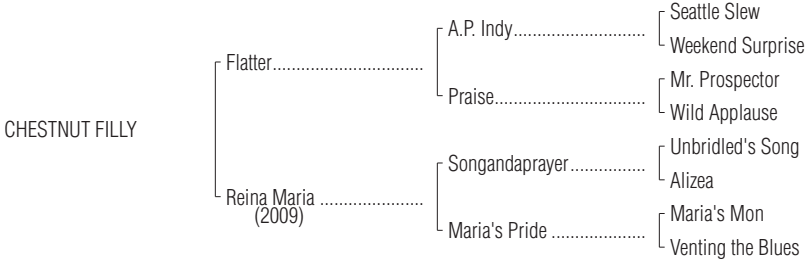 Seattle Slew
A.P. Indy..............................
Weekend Surprise
Flatter..................................
Mr. Prospector
Praise..................................
Wild Applause
CHESTNUT FILLY
Unbridled's Song
Songandaprayer.................
Alizea
Reina Maria .......................
(2009)
Maria's Mon
Maria's Pride .....................
Venting the Blues